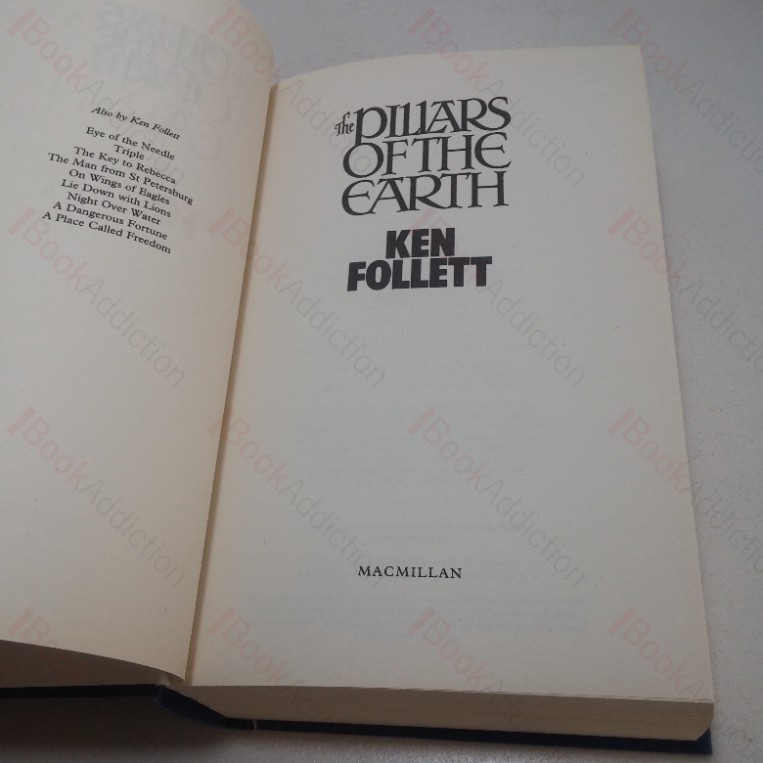 Also by Ken Follett
Eye of the Needle
Triple
The Key to Rebecca
The Man from St Petersburg
On Wings of Eagles
Lie Down with Lions
Night Over Water
A Dangerous Fortune
A Place Called Freedom
The PILLARS
OF THE
EARTH
KEN
FOLLETT
MACMILLAN
BookAddiction